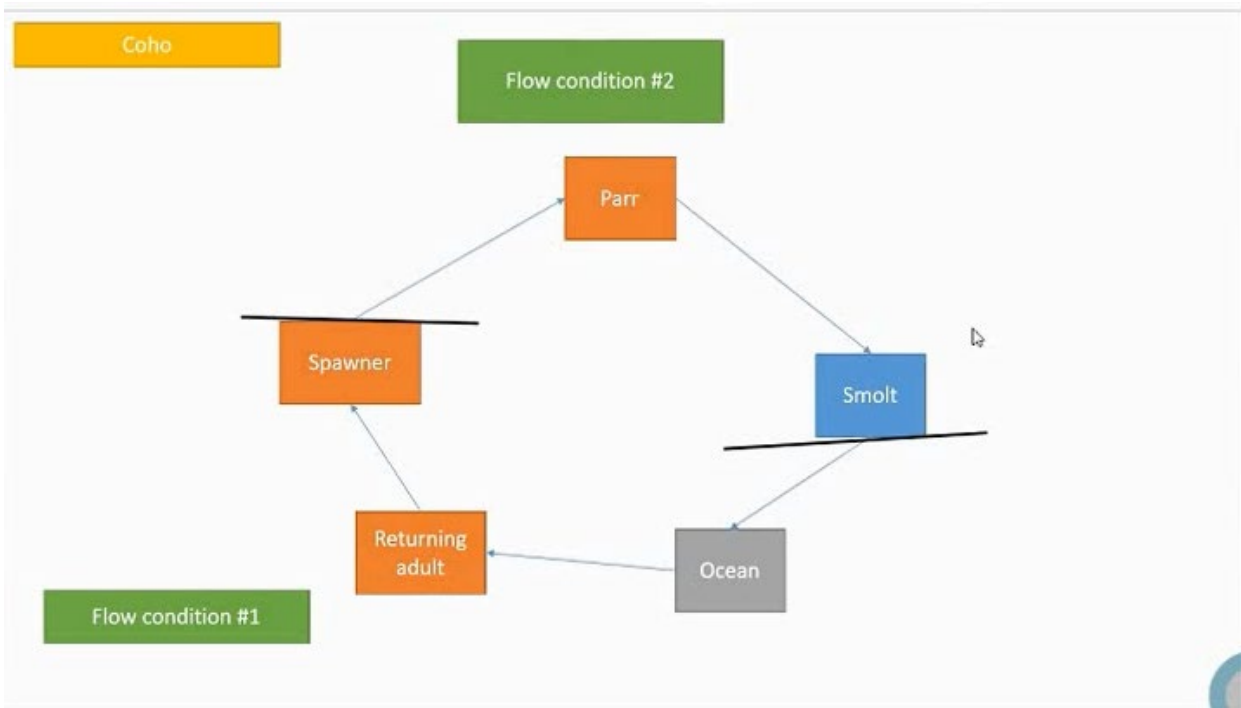 Coho
Flow condition #2
Parr
Spawner
Smolt
Returning
adult
Ocean
Flow condition #1